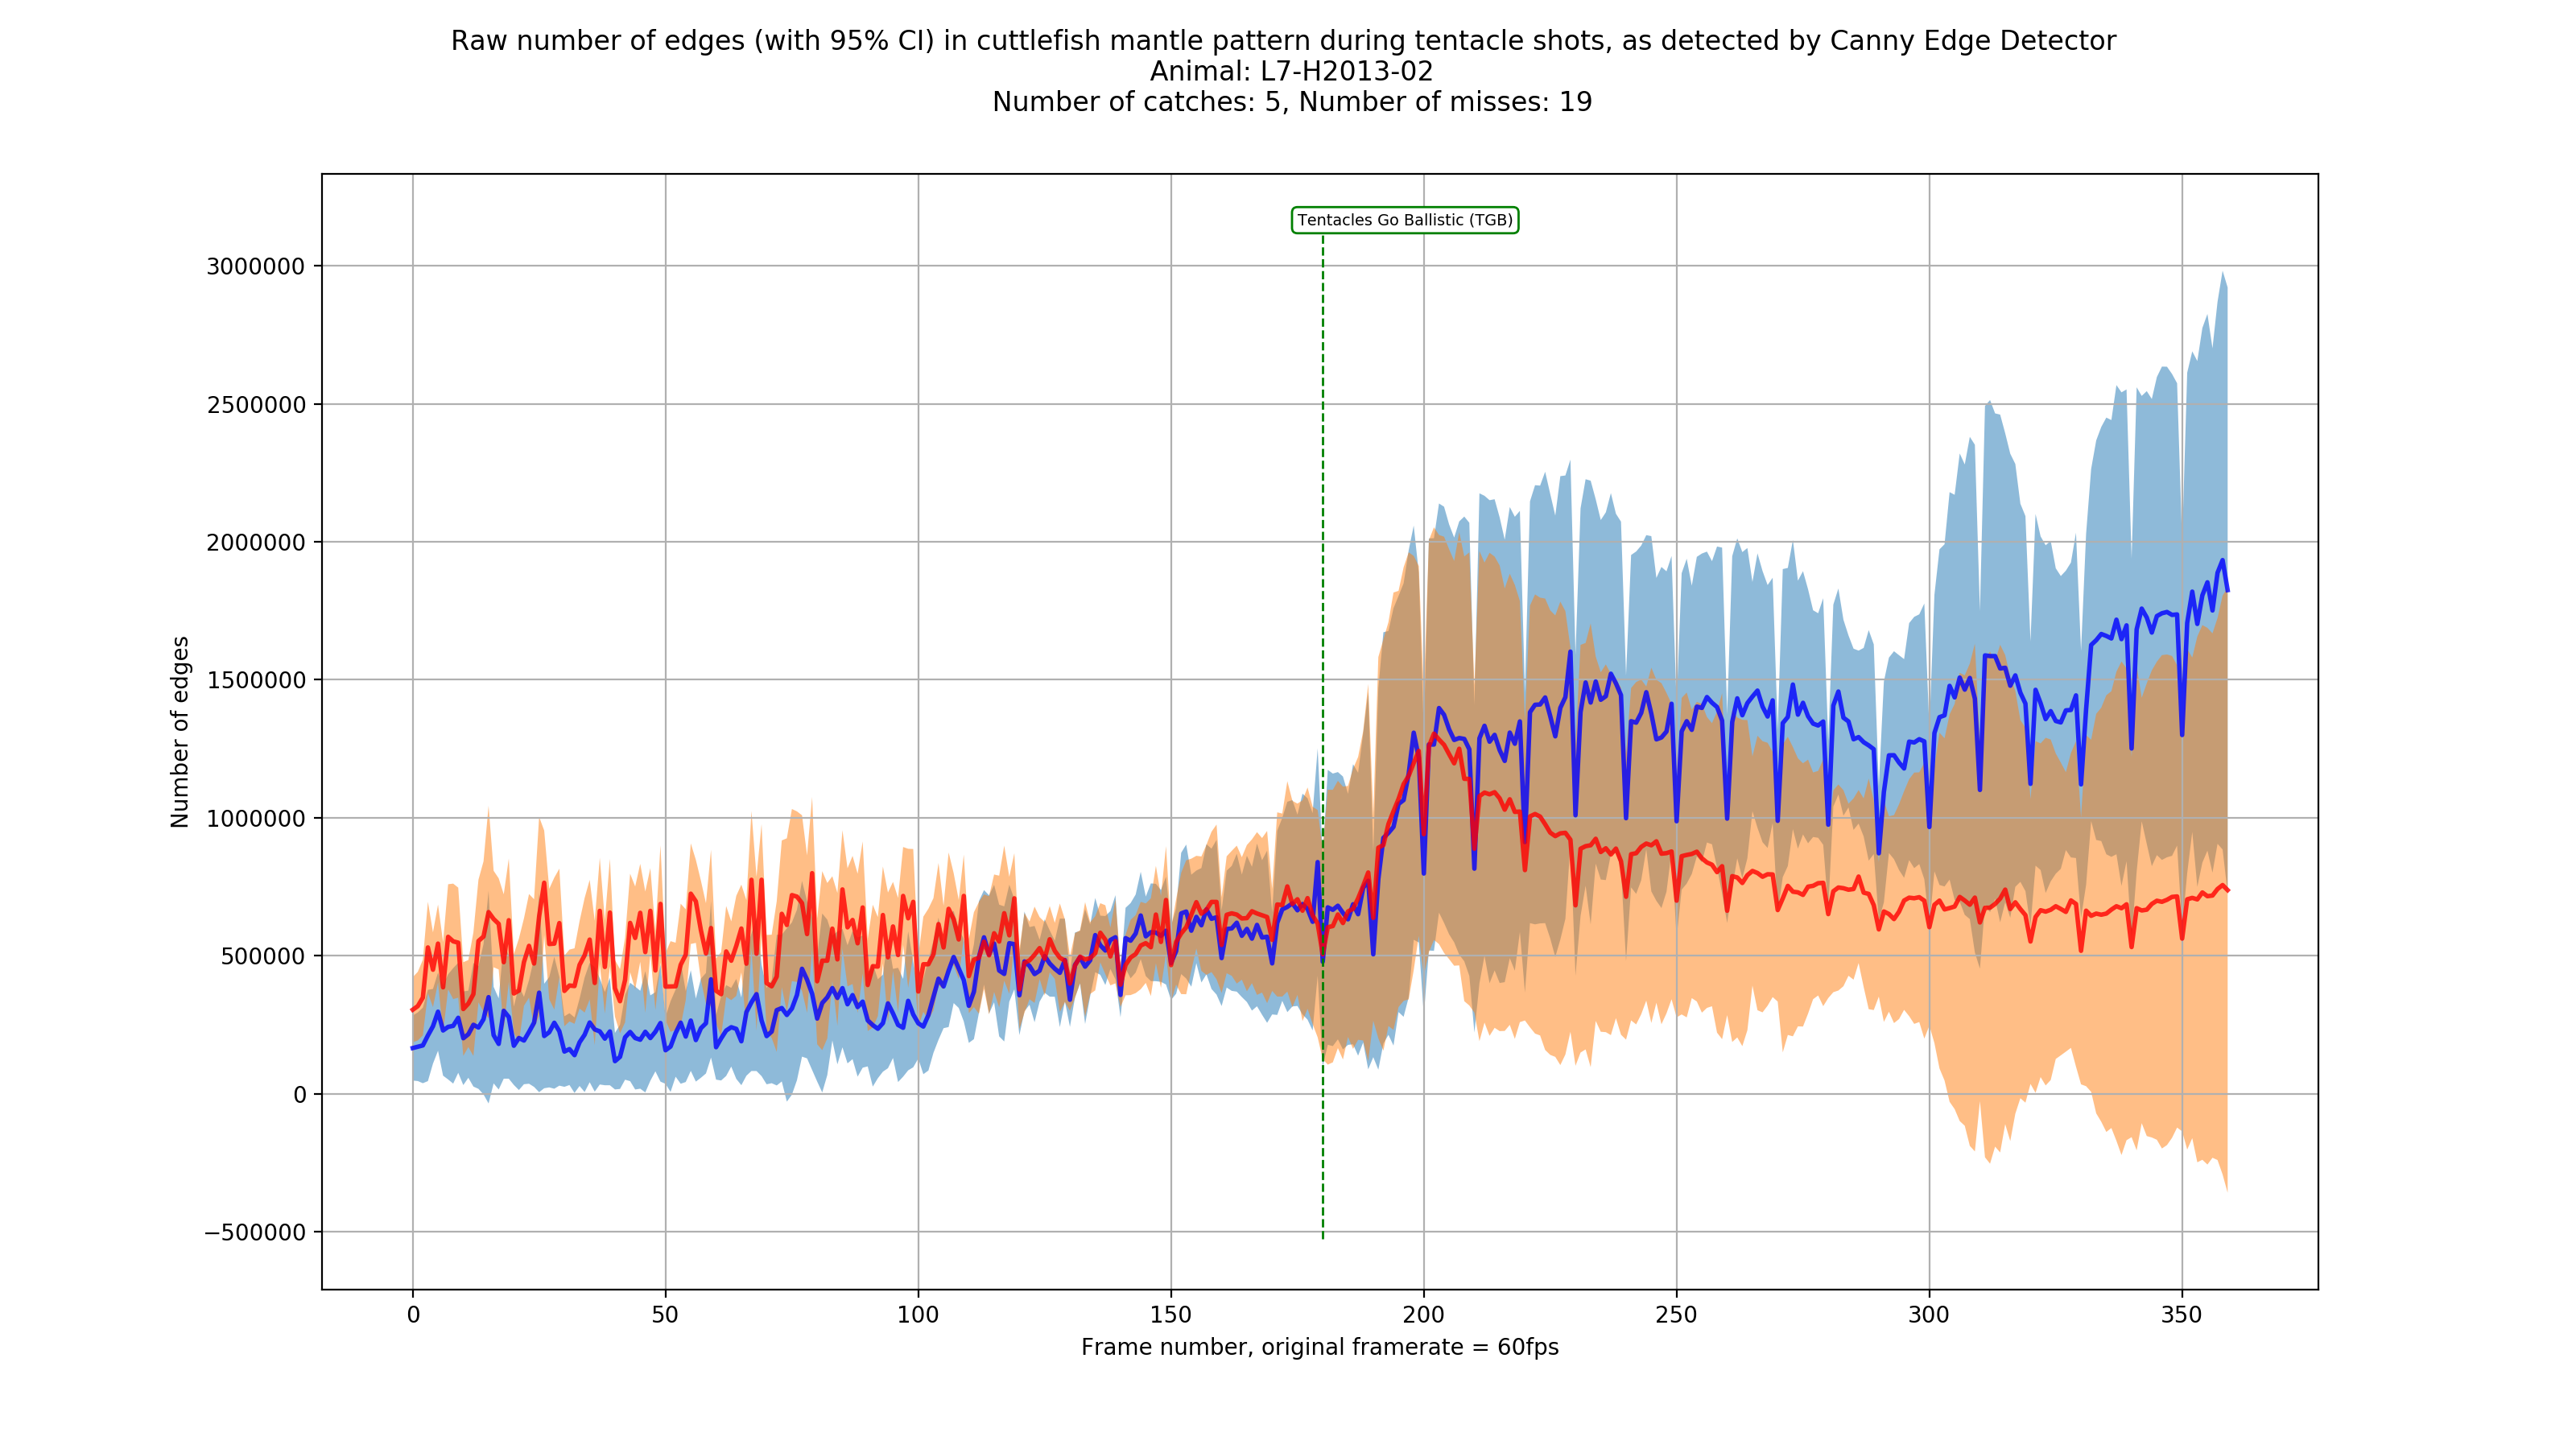 Raw number of edges (with 95% CI) in cuttlefish mantle pattern during tentacle shots, as detected by Canny Edge Detector
Animal: L7-H2013-02
Number of catches: 5, Number of misses: 19
Tentacles Go Ballistic (TGB)
3000000
2500000
2000000
1500000
1000000
500000
0
−500000
Number of edges
0 50 100 150 200 250 300 350
Frame number, original framerate = 60fps